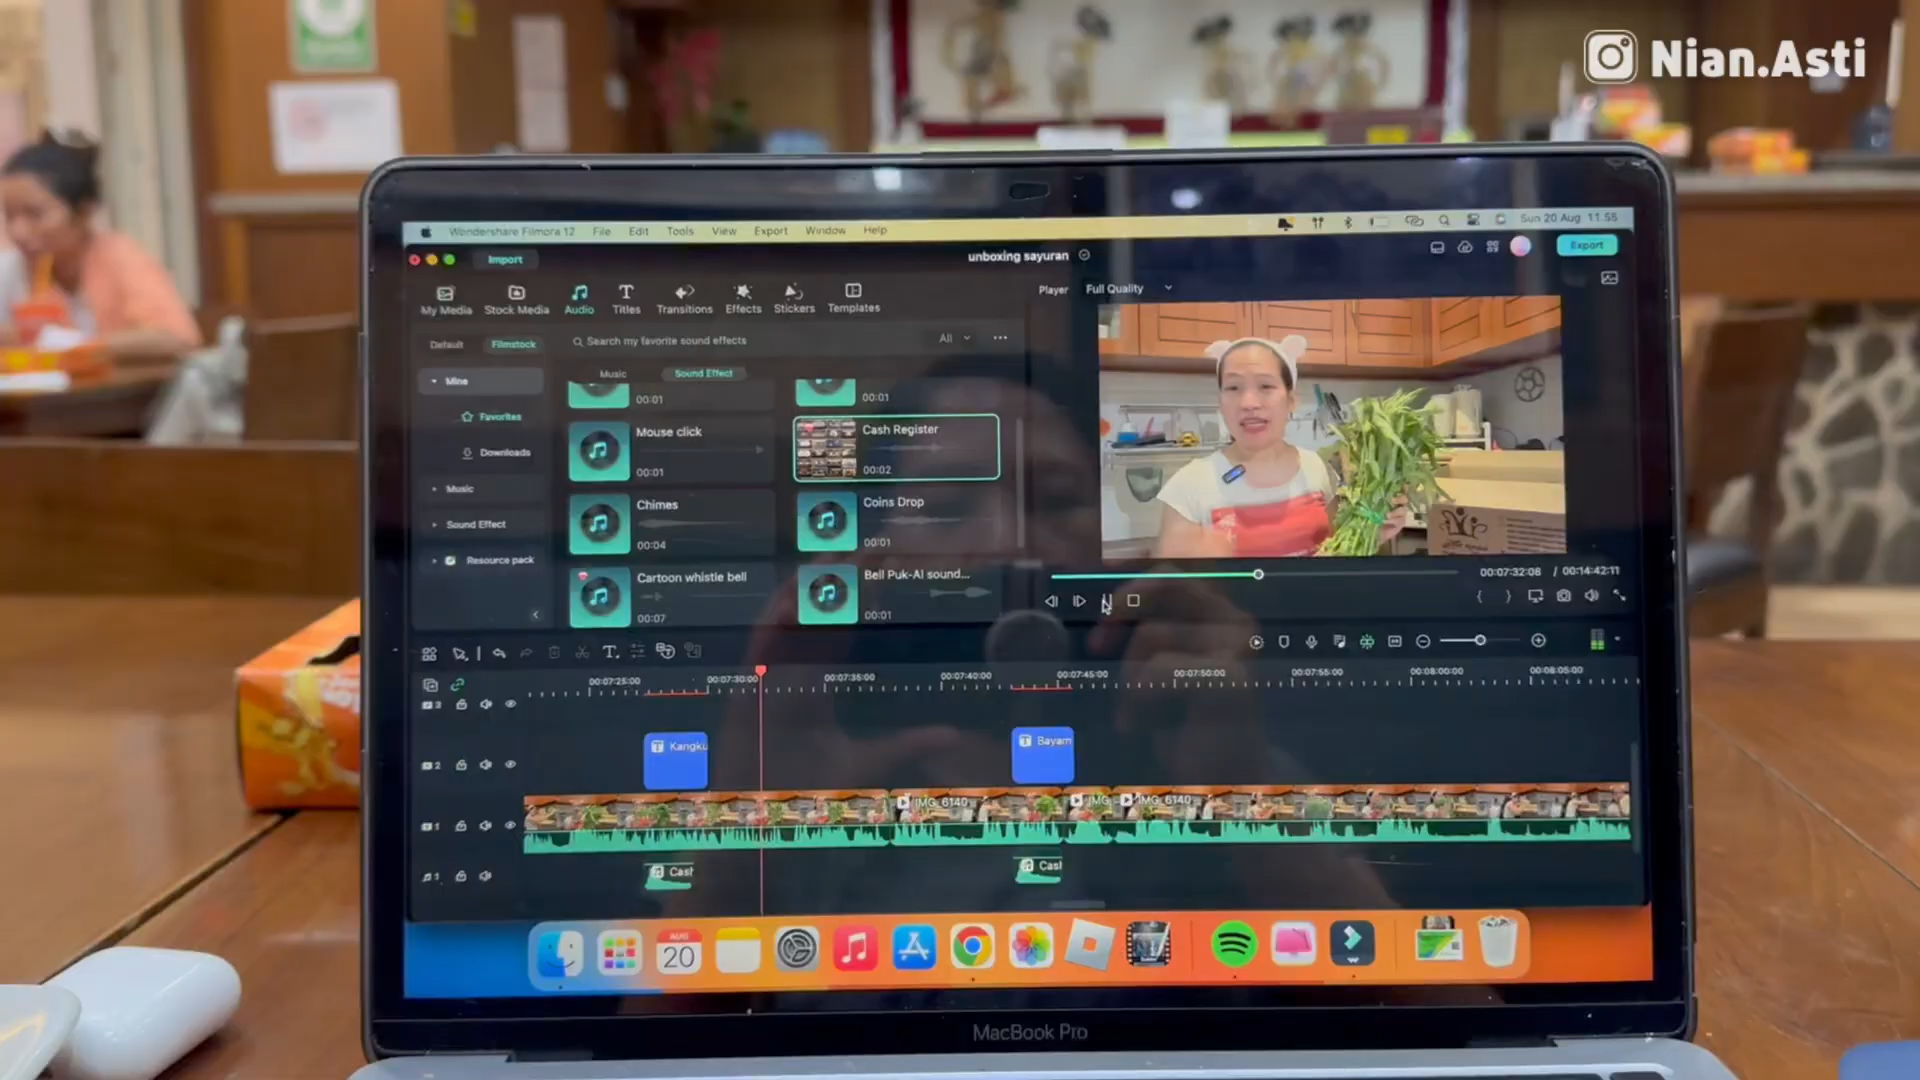 Nian.Asti
Wondershare Filmora 12 File Edit Tools View Export Window Help
Sun 20 Aug 11.55
Import
unboxing sayuran
Export
My Media Stock Media Audio Titles Transitions Effects Stickers Templates
Player Full Quality
Default Filmstock
Search my favorite sound effects
All
Music Sound Effect
Mine
Favorites
Downloads
Music
Sound Effect
Resource pack
00:01
00:01
Mouse click
00:01
Cash Register
00:02
Chimes
00:04
Coins Drop
00:01
Cartoon whistle bell
00:07
Bell Puk-AI sound...
00:01
00:07:32:08 / 00:14:42:11
00:07:25:00 00:07:30:00 00:07:35:00 00:07:40:00 00:07:45:00 00:07:50:00 00:07:55:00 00:08:00:00 00:08:05:00
3
2
Kangku
Bayam
1
IMG_6140 IMG IMG_6140
1
Cash
Cash
AUG
20
MacBook Pro